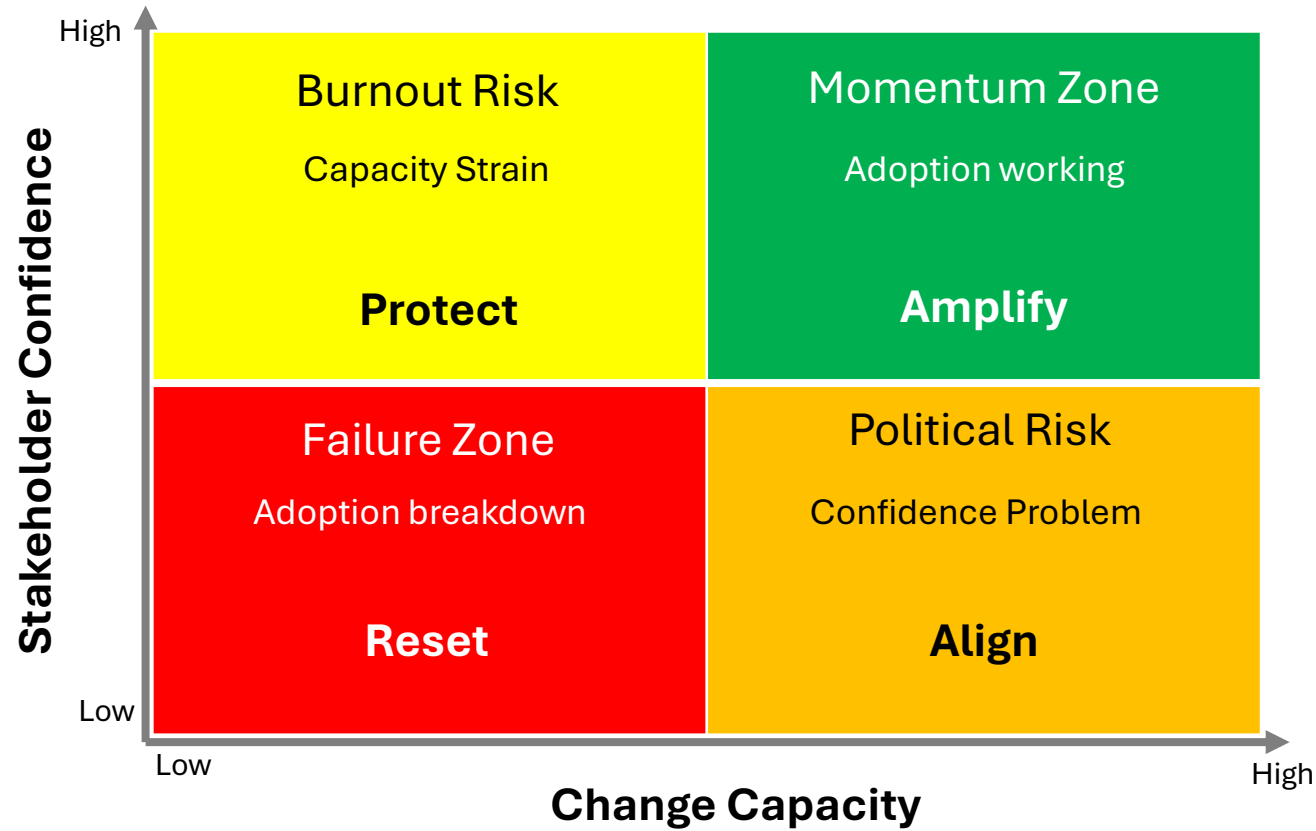 High
Stakeholder Confidence
Burnout Risk
Capacity Strain
Protect
Momentum Zone
Adoption working
Amplify
Failure Zone
Adoption breakdown
Reset
Political Risk
Confidence Problem
Align
Low
Low
High
Change Capacity